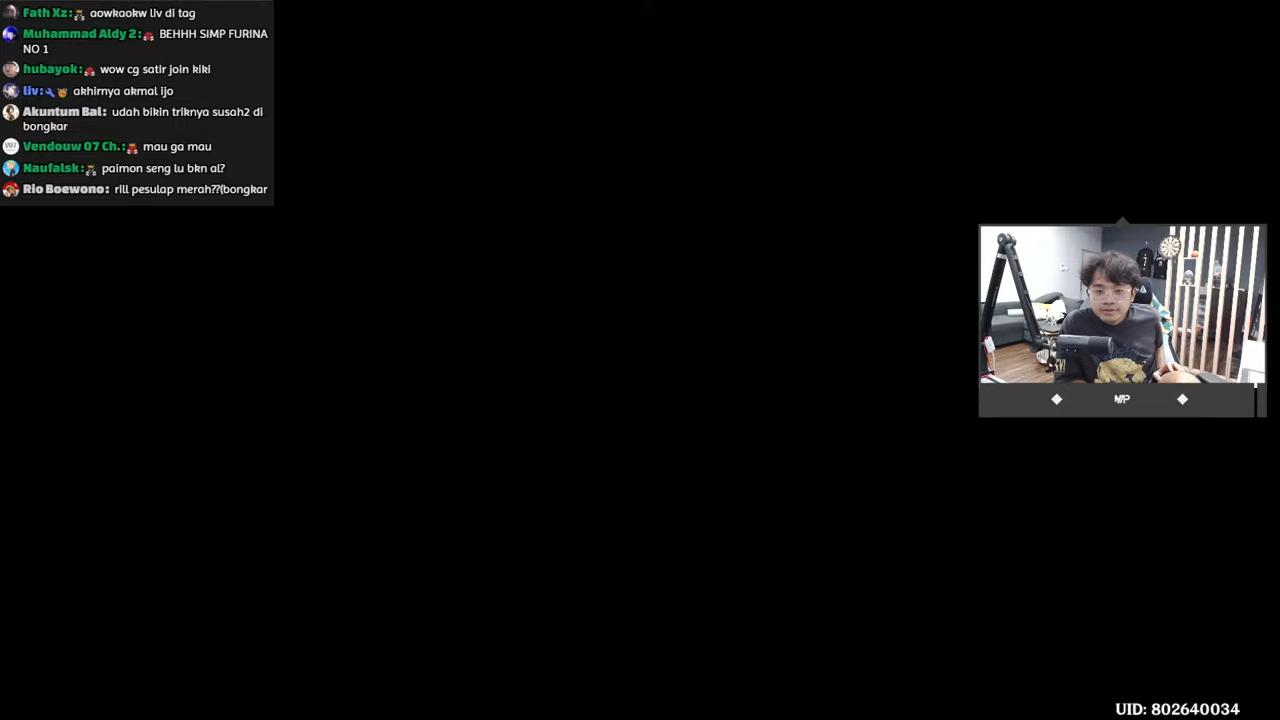 Fath Xz: aowkaokw liv di tag
Muhammad Aldy 2: BEHHH SIMP FURINA
NO 1
hubayok: wow cg satir join kiki
liv: akhirnya akmal ijo
Akuntum Bal: udah bikin triknya susah2 di
bongkar
Vendouw 07 Ch.: mau ga mau
Naufalsk: paimon seng lu bkn al?
Rio Boewono: rill pesulap merah??(bongkar
UID: 802640034